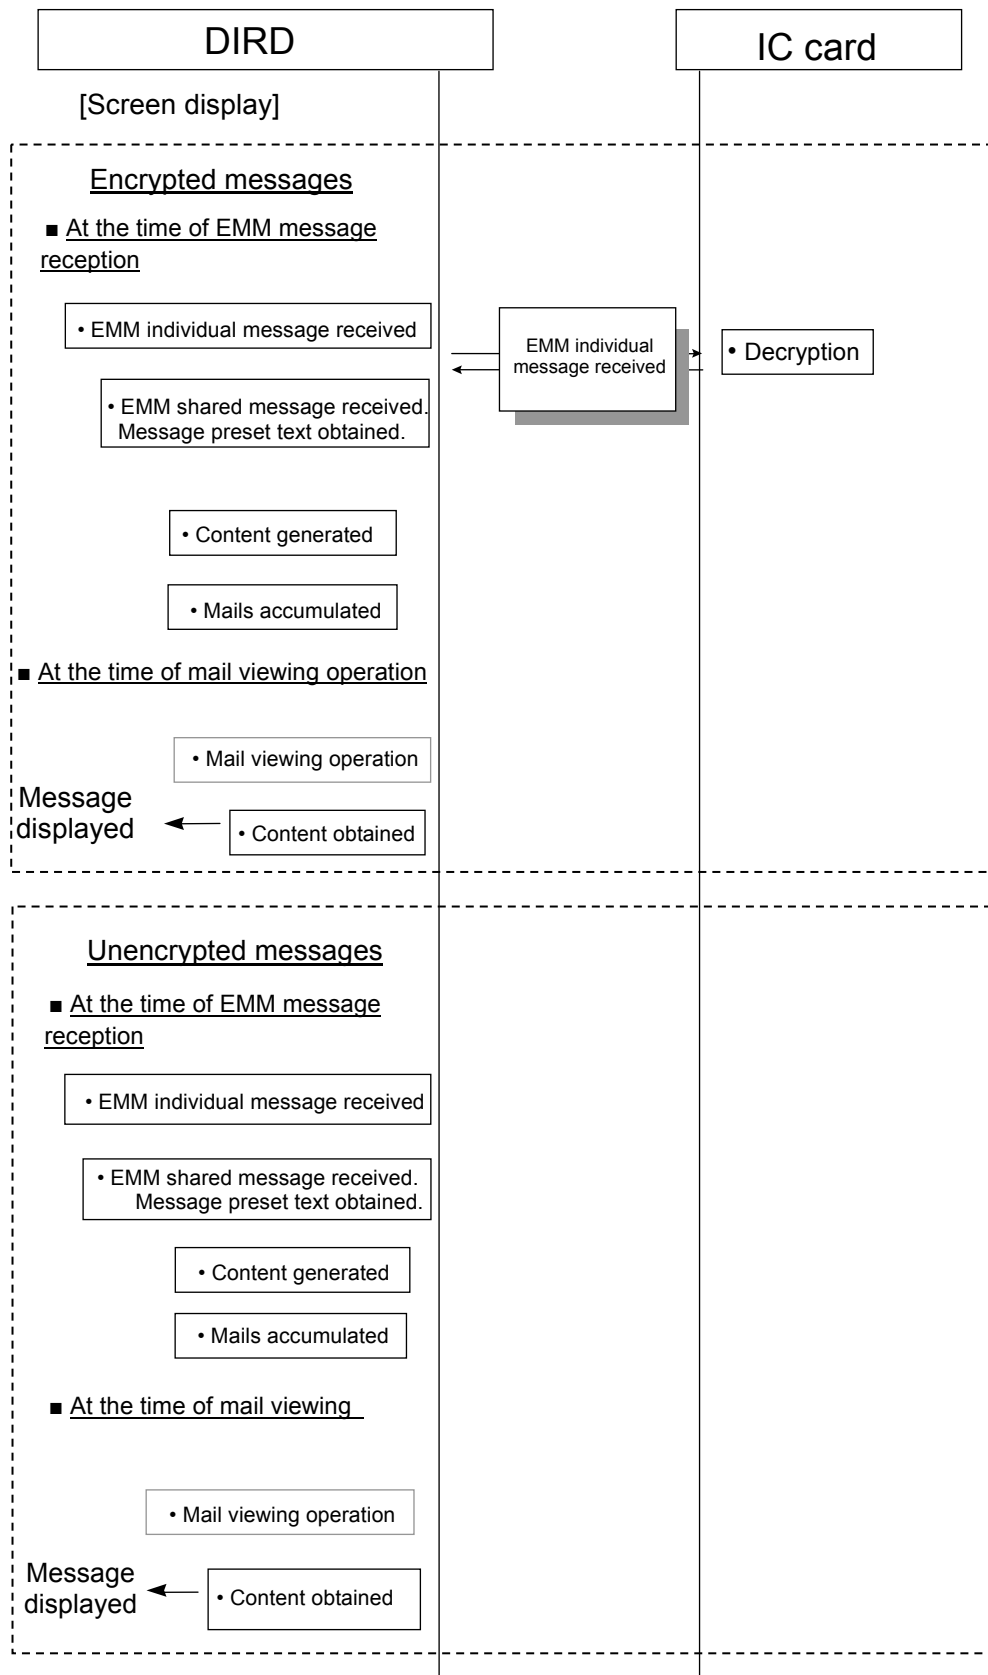 DIRD
IC card
[Screen display]
Encrypted messages
■ At the time of EMM message
reception
• EMM individual message received
EMM individual
message received
• Decryption
• EMM shared message received.
Message preset text obtained.
• Content generated
• Mails accumulated
■ At the time of mail viewing operation
• Mail viewing operation
Message
displayed
• Content obtained
Unencrypted messages
■ At the time of EMM message
reception
• EMM individual message received
• EMM shared message received.
Message preset text obtained.
• Content generated
• Mails accumulated
■ At the time of mail viewing
• Mail viewing operation
Message
displayed
• Content obtained